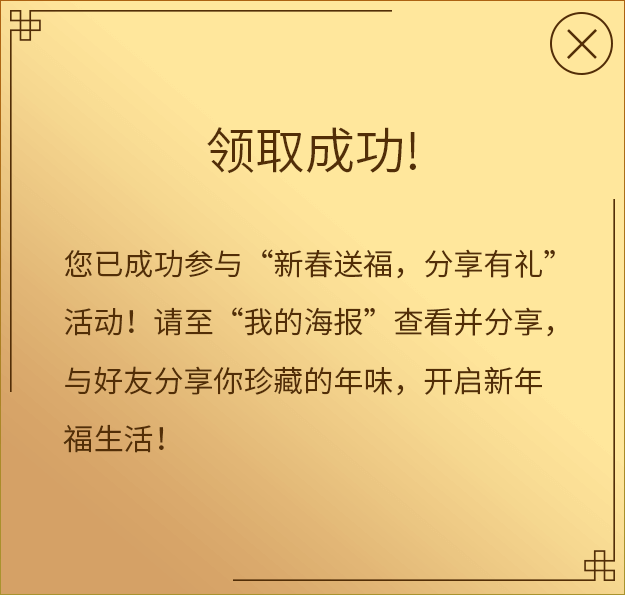 领取成功!
您已成功参与“新春送福，分享有礼”
活动！请至“我的海报”查看并分享，
与好友分享你珍藏的年味，开启新年
福生活！